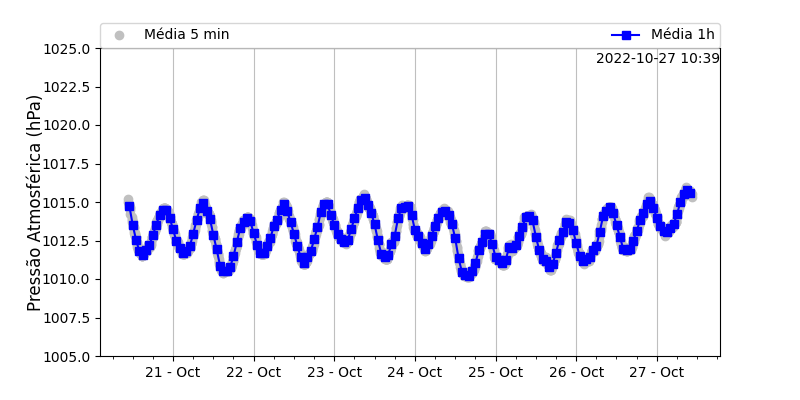 Média 5 min
Média 1h
2022-10-27 10:39
Pressão Atmosférica (hPa)
1025.0
1022.5
1020.0
1017.5
1015.0
1012.5
1010.0
1007.5
1005.0
21 - Oct
22 - Oct
23 - Oct
24 - Oct
25 - Oct
26 - Oct
27 - Oct